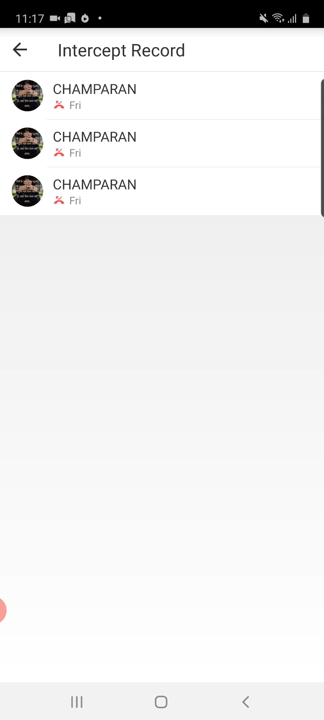 11:17
Intercept Record
CHAMPARAN
Fri
CHAMPARAN
Fri
CHAMPARAN
Fri